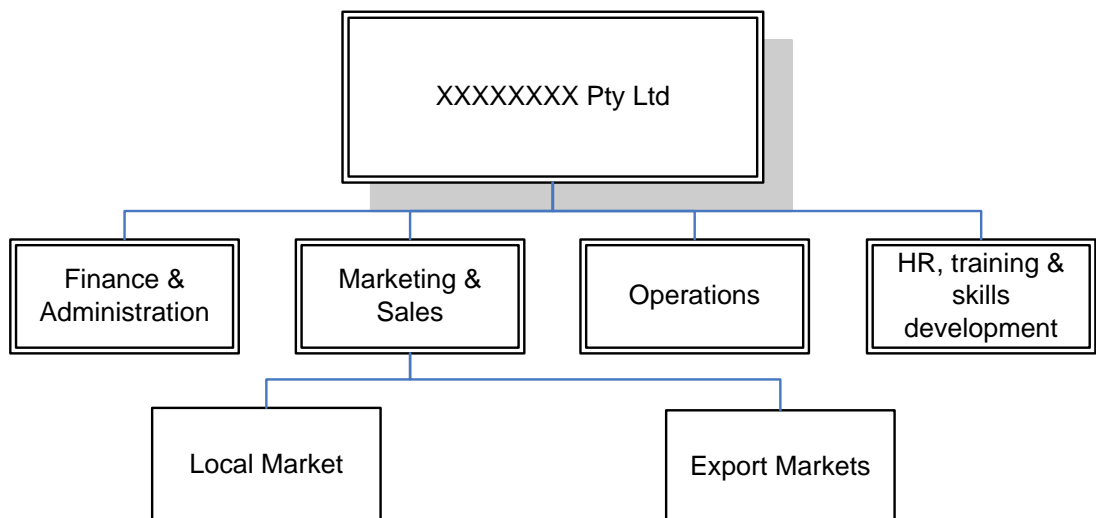 XXXXXXXX Pty Ltd
Finance &
Administration
Marketing &
Sales
Operations
HR, training &
skills
development
Local Market
Export Markets